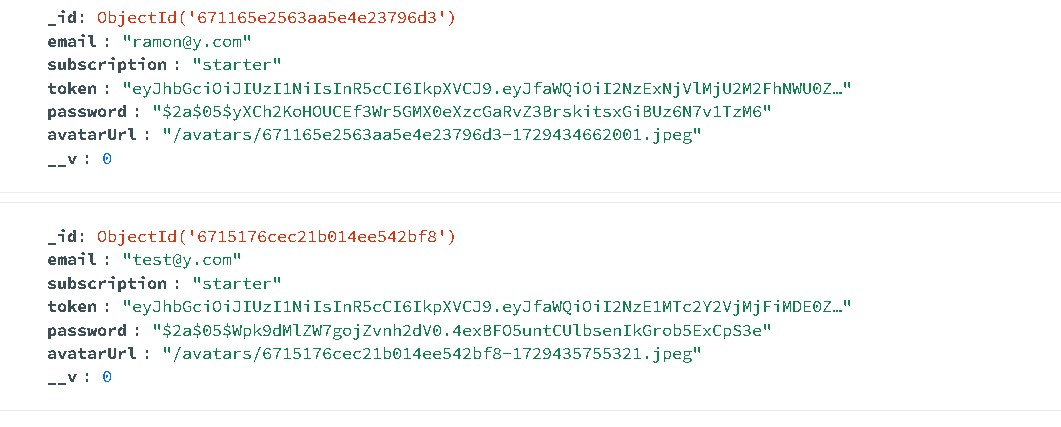 _id: ObjectId('671165e2563aa5e4e23796d3')
email : "ramon@y.com"
subscription : "starter"
token : "eyJhbGciOiJIUzI1NiIsInR5cCI6IkpXVCJ9.eyJfaWQiOiI2NzExNjVlMjU2M2FhNWU0Z…"
password : "$2a$05$yXCh2KoHOUCEf3Wr5GMX0eXzcGaRvZ3BrskitsxGiBUz6N7v1TzM6"
avatarUrl : "/avatars/671165e2563aa5e4e23796d3-1729434662001.jpeg"
__v : 0
_id: ObjectId('6715176cec21b014ee542bf8')
email : "test@y.com"
subscription : "starter"
token : "eyJhbGciOiJIUzI1NiIsInR5cCI6IkpXVCJ9.eyJfaWQiOiI2NzE1MTc2Y2VjMjFiMDE0Z…"
password : "$2a$05$Wpk9dMlZW7gojZvnh2dV0.4exBFO5untCUlbsenIkGrob5ExCpS3e"
avatarUrl : "/avatars/6715176cec21b014ee542bf8-1729435755321.jpeg"
__v : 0